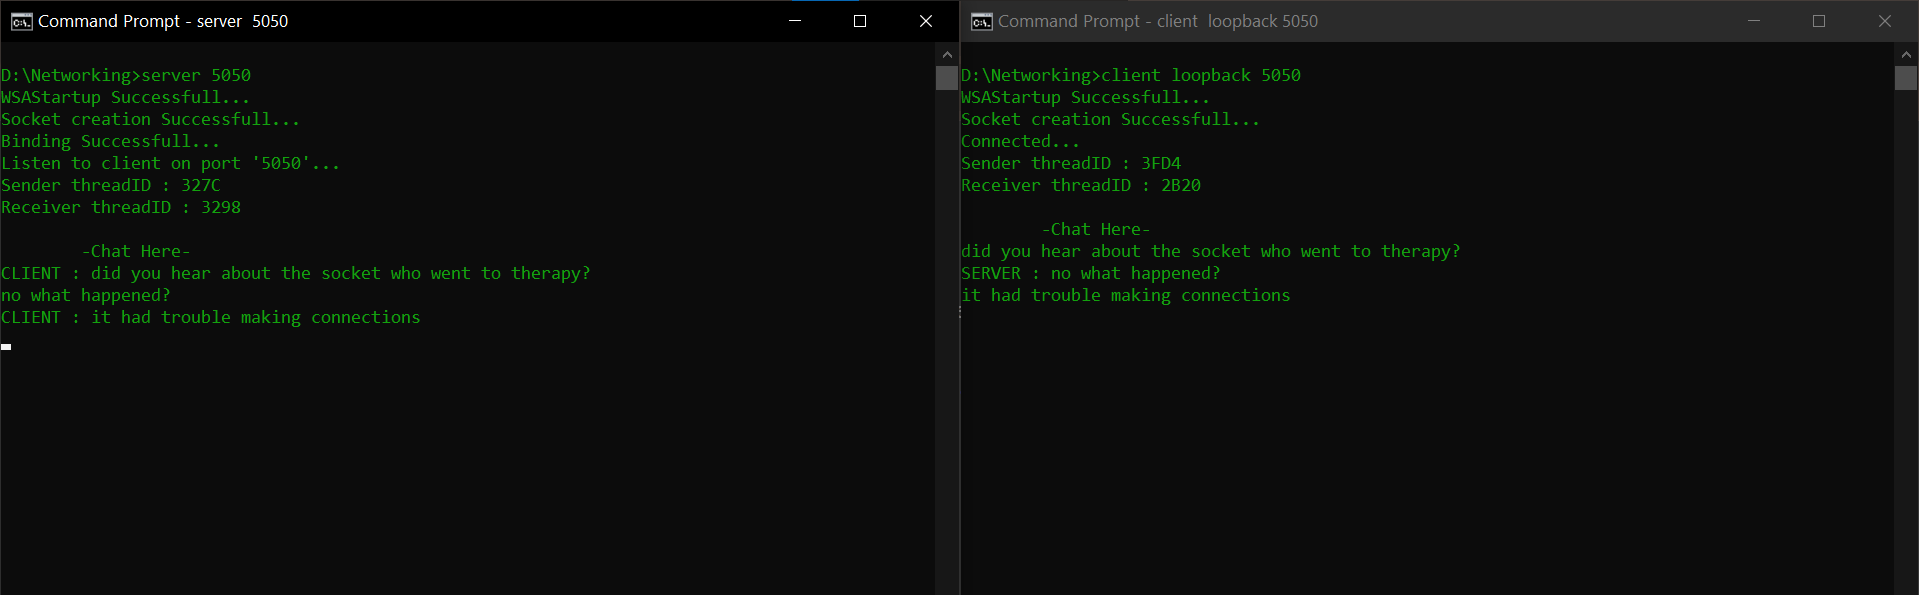 Command Prompt - server  5050
D:\Networking>server 5050
WSAStartup Successfull...
Socket creation Successfull...
Binding Successfull...
Listen to client on port '5050'...
Sender threadID : 327C
Receiver threadID : 3298
-Chat Here-
CLIENT : did you hear about the socket who went to therapy?
no what happened?
CLIENT : it had trouble making connections
Command Prompt - client  loopback 5050
D:\Networking>client loopback 5050
WSAStartup Successfull...
Socket creation Successfull...
Connected...
Sender threadID : 3FD4
Receiver threadID : 2B20
-Chat Here-
did you hear about the socket who went to therapy?
SERVER : no what happened?
it had trouble making connections